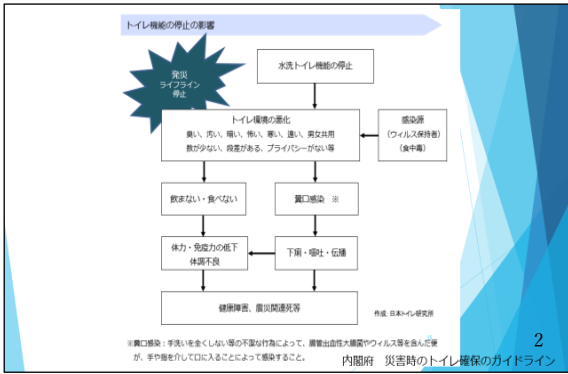 トイレ機能の停止の影響
発災
ライフライン
停止
水洗トイレ機能の停止
トイレ環境の悪化
臭い、汚い、暗い、怖い、寒い、遠い、男女共用
数が少ない、段差がある、プライバシーがない等
感染源
(ウィルス保持者)
(食中毒)
飲まない・食べない
糞口感染 ※
体力・免疫力の低下
体調不良
下痢・嘔吐・伝播
健康障害、震災関連死等
作成:日本トイレ研究所
※糞口感染:手洗いを全くしない等の不潔な行為によって、腸管出血性大腸菌やウィルス等を含んだ便
が、手や指を介して口に入ることによって感染すること。
2
内閣府 災害時のトイレ確保のガイドライン